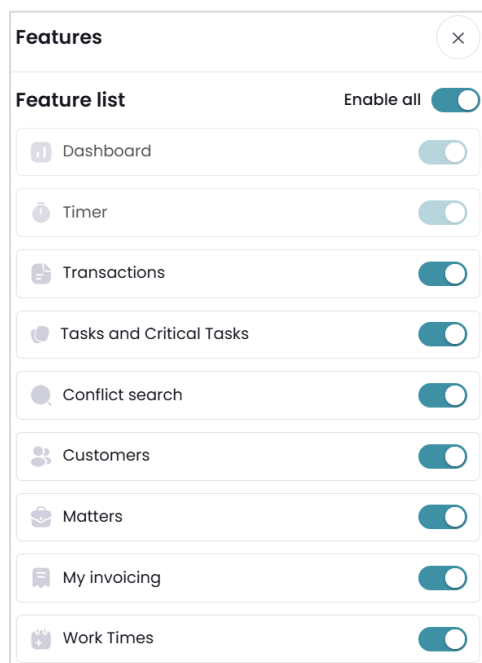 Features
Feature list
Enable all
Dashboard
Timer
Transactions
Tasks and Critical Tasks
Conflict search
Customers
Matters
My invoicing
Work Times